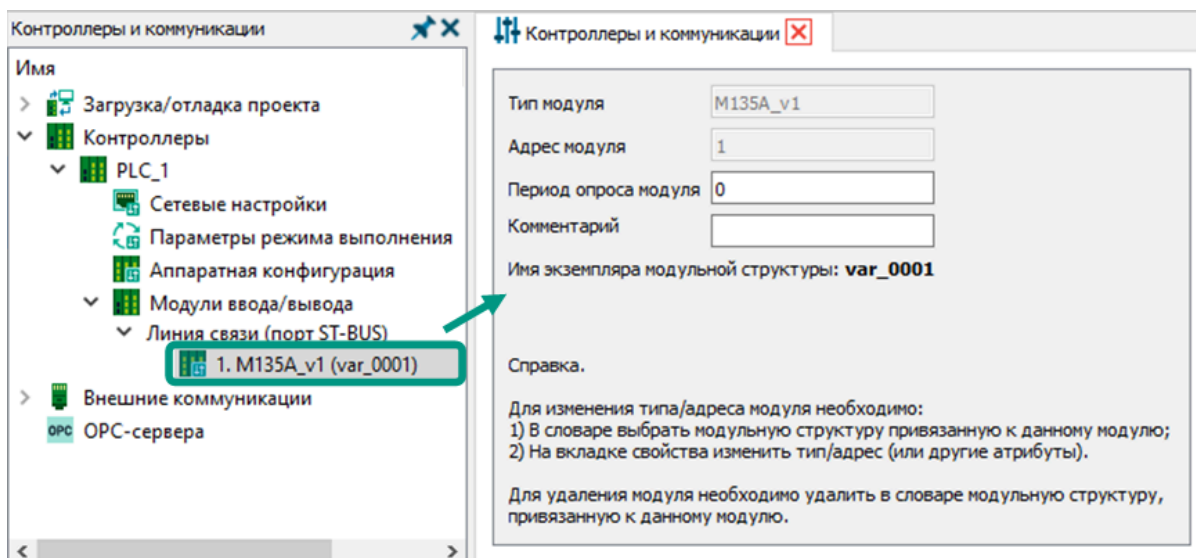 Контроллеры и коммуникации
Имя
Загрузка/отладка проекта
Контроллеры
PLC_1
Сетевые настройки
Параметры режима выполнения
Аппаратная конфигурация
Модули ввода/вывода
Линия связи (порт ST-BUS)
1. M135A_v1 (var_0001)
Внешние коммуникации
OPC OPC-сервера
Контроллеры и коммуникации
Тип модуля M135A_v1
Адрес модуля 1
Период опроса модуля 0
Комментарий
Имя экземпляра модульной структуры: var_0001
Справка.
Для изменения типа/адреса модуля необходимо:
1) В словаре выбрать модульную структуру привязанную к данному модулю;
2) На вкладке свойства изменить тип/адрес (или другие атрибуты).
Для удаления модуля необходимо удалить в словаре модульную структуру,
привязанную к данному модулю.